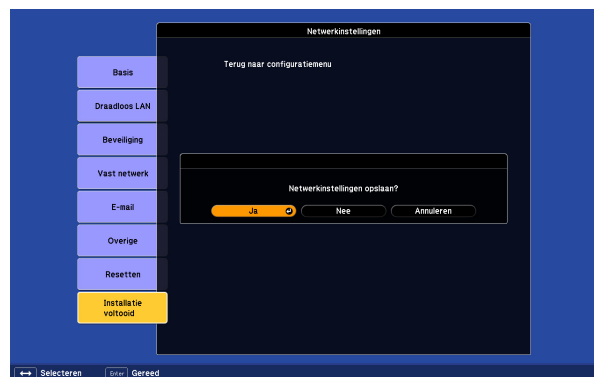 Netwerkinstellingen
Terug naar configuratiemenu
Basis
Draadloos LAN
Beveiliging
Vast netwerk
E-mail
Overige
Resetten
Installatie
voltooid
Netwerkinstellingen opslaan?
Ja Nee Annuleren
Selecteren Enter Gereed